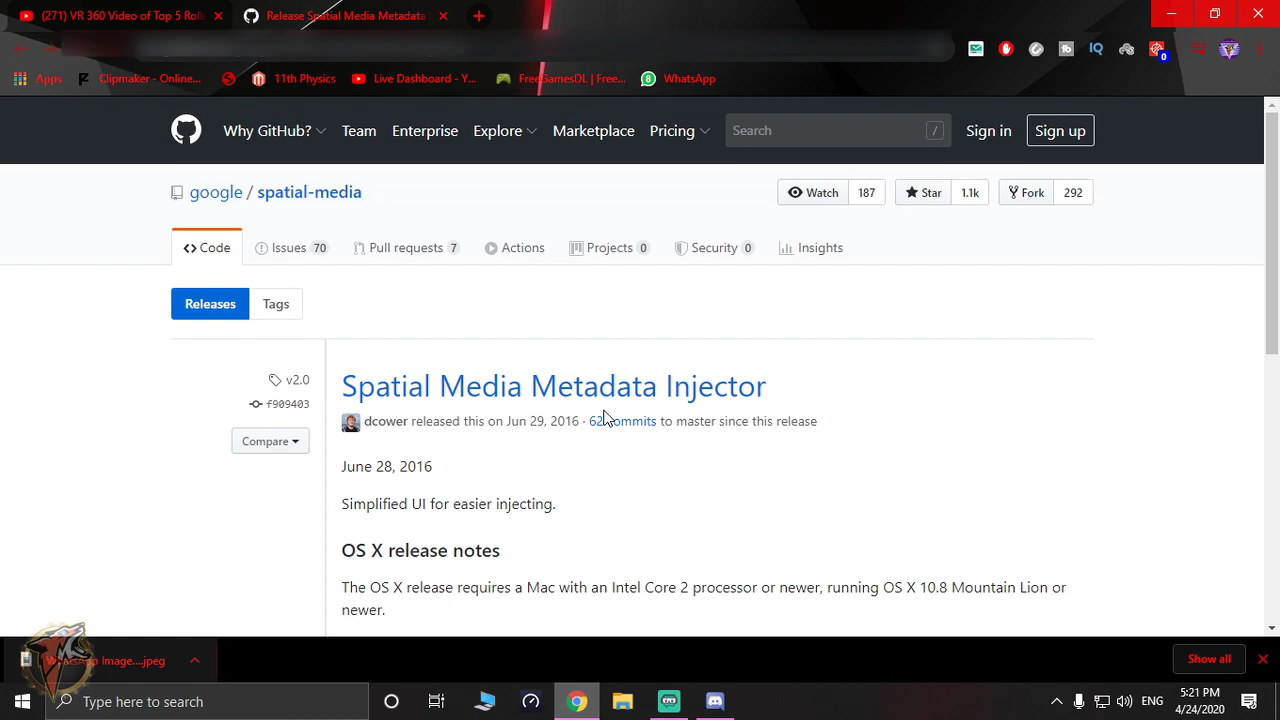 (271) VR 360 Video of Top 5 Roll
Release Spatial Media Metadata
Apps
Clipmaker - Online...
11th Physics
Live Dashboard - Y...
FreeGamesDL | Free...
8
WhatsApp
IQ
0
Why GitHub?
Team
Enterprise
Explore
Marketplace
Pricing
Search
/
Sign in
Sign up
google / spatial-media
Watch 187
Star 1.1k
Fork 292
Code
Issues 70
Pull requests 7
Actions
Projects 0
Security 0
Insights
Releases
Tags
v2.0
f909403
Compare
Spatial Media Metadata Injector
dcower released this on Jun 29, 2016 · 62 commits to master since this release
June 28, 2016
Simplified UI for easier injecting.
OS X release notes
The OS X release requires a Mac with an Intel Core 2 processor or newer, running OS X 10.8 Mountain Lion or
newer.
WhatsApp Image....jpeg
Show all
Type here to search
ENG
5:21 PM
4/24/2020